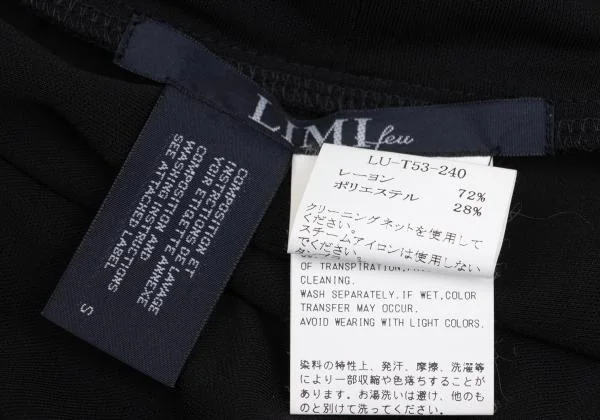 LIMI feu
COMPOSITION ET
INSTRUCTIONS DE LAVAGE
VOIR ETIQUETTE ANNEXE
COMPOSITION AND
WASHING INSTRUCTIONS
SEE ATTACHED LABEL
S
LU-T53-240
レーヨン 72%
ポリエステル 28%
クリーニングネットを使用して
ください。
スチームアイロンは使用しない
でください。
OF TRANSPIRATION,
CLEANING.
WASH SEPARATELY.IF WET,COLOR
TRANSFER MAY OCCUR.
AVOID WEARING WITH LIGHT COLORS.
染料の特性上、発汗、摩擦、洗濯等
により一部収縮や色落ちすることが
あります。お湯洗いは避け、他のも
のと別けて洗ってください。